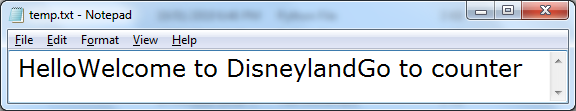 temp.txt - Notepad
File Edit Format View Help
HelloWelcome to DisneylandGo to counter